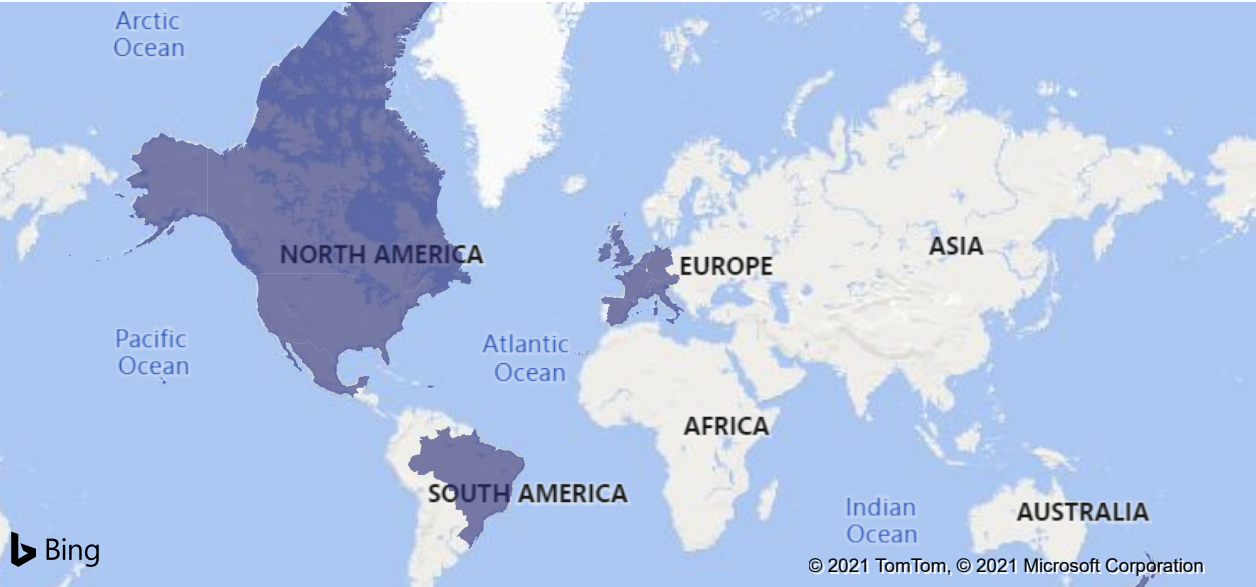 Arctic
Ocean
NORTH AMERICA
EUROPE
ASIA
Pacific
Ocean
Atlantic
Ocean
AFRICA
SOUTH AMERICA
Indian
Ocean
AUSTRALIA
Bing
© 2021 TomTom, © 2021 Microsoft Corporation